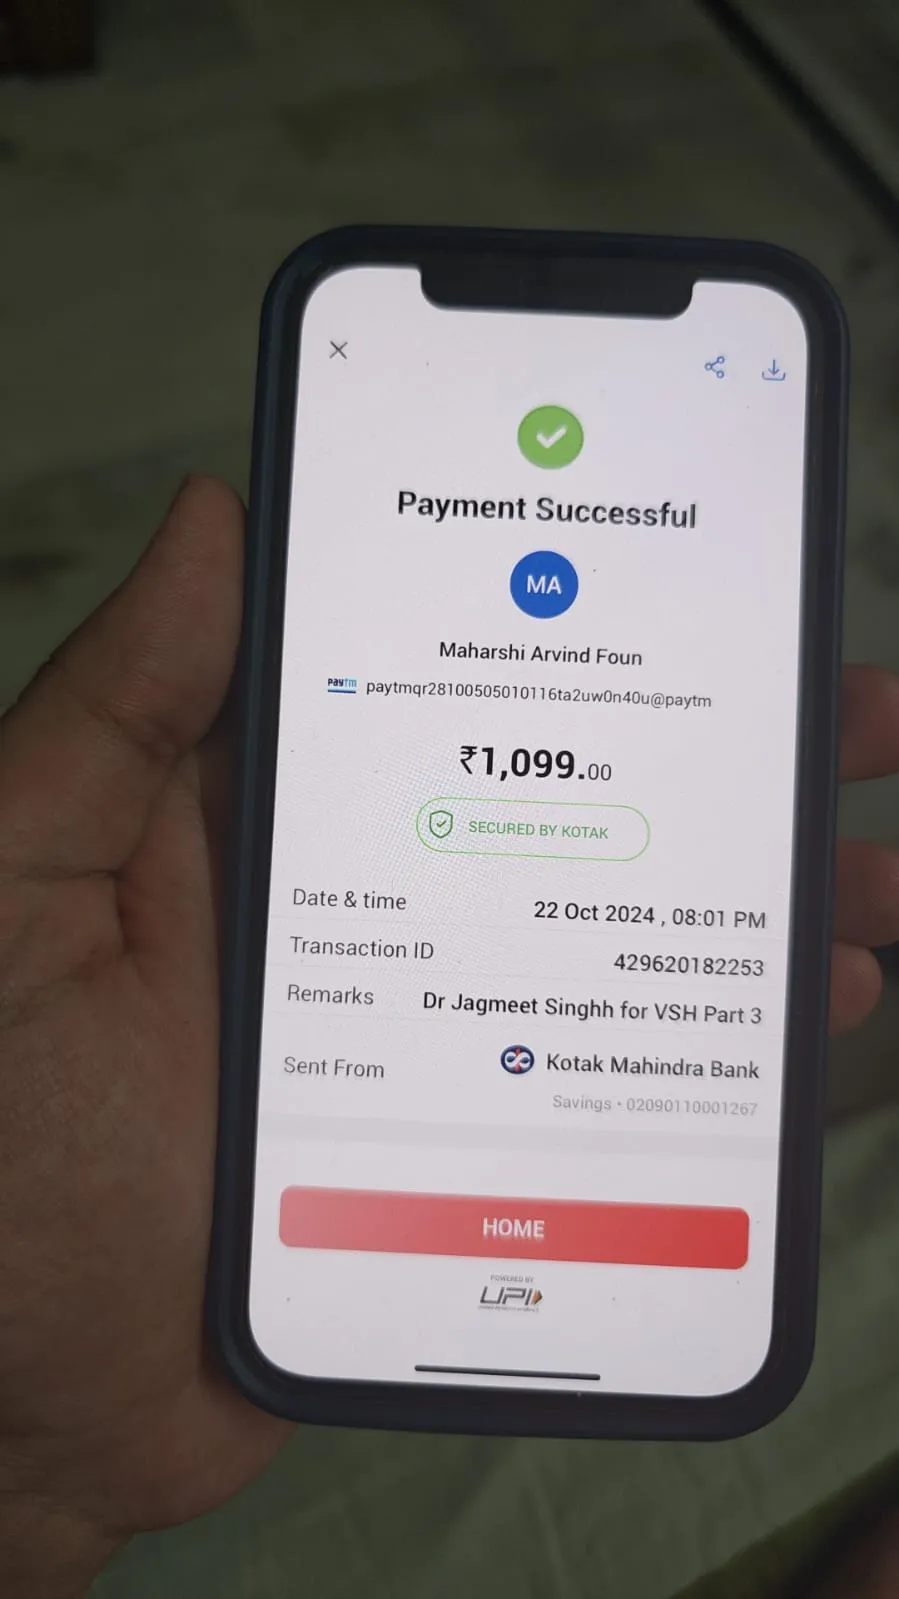 Payment Successful
MA
Maharshi Arvind Foun
paytm paytmqr28100505010116ta2uw0n40u@paytm
₹1,099.00
SECURED BY KOTAK
Date & time 22 Oct 2024 , 08:01 PM
Transaction ID 429620182253
Remarks Dr Jagmeet Singhh for VSH Part 3
Sent From Kotak Mahindra Bank
Savings • 02090110001267
HOME
POWERED BY
UPI